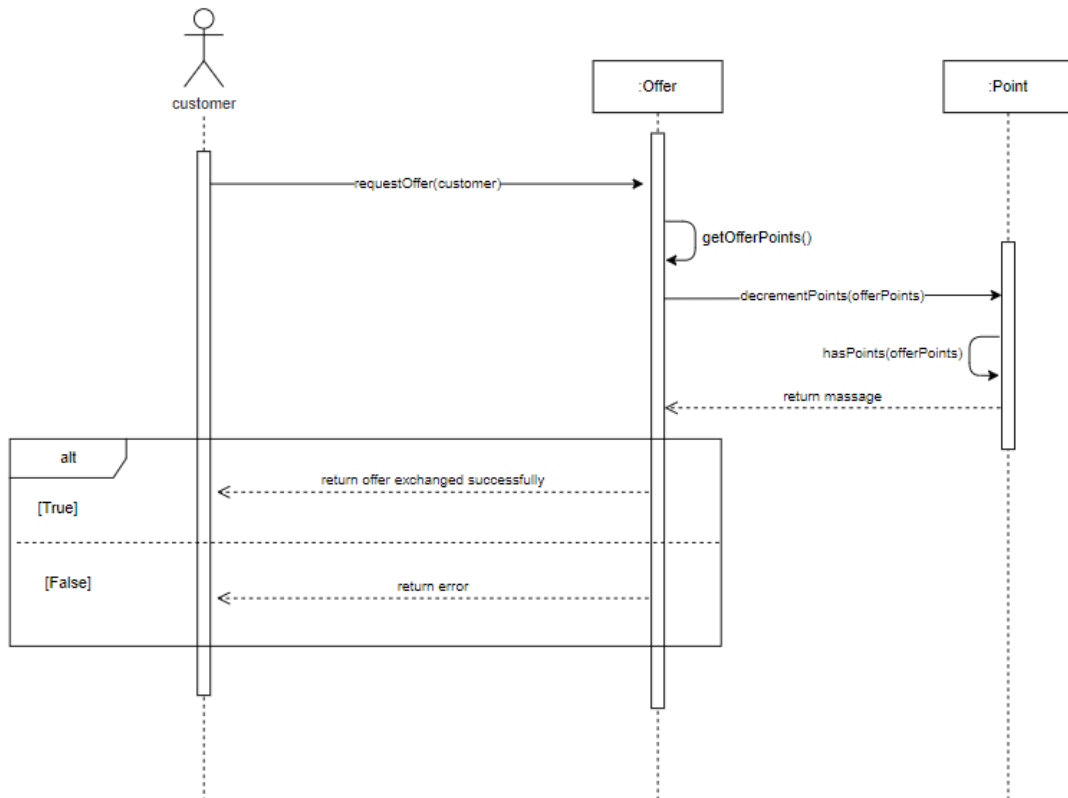 customer
:Offer
:Point
requestOffer(customer)
getOfferPoints()
decrementPoints(offerPoints)
hasPoints(offerPoints)
return massage
alt
return offer exchanged successfully
[True]
[False]
return error